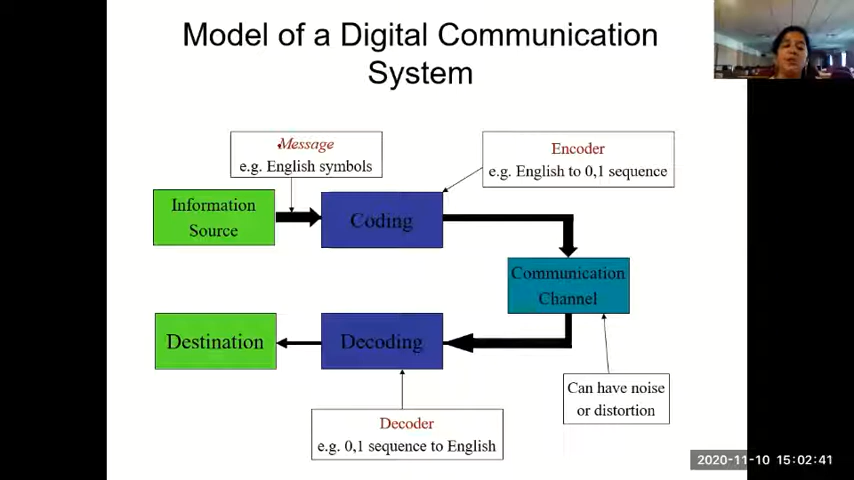 Model of a Digital Communication
System
Message
e.g. English symbols
Encoder
e.g. English to 0,1 sequence
Information
Source
Coding
Communication
Channel
Destination
Decoding
Can have noise
or distortion
Decoder
e.g. 0,1 sequence to English
2020-11-10 15:02:41